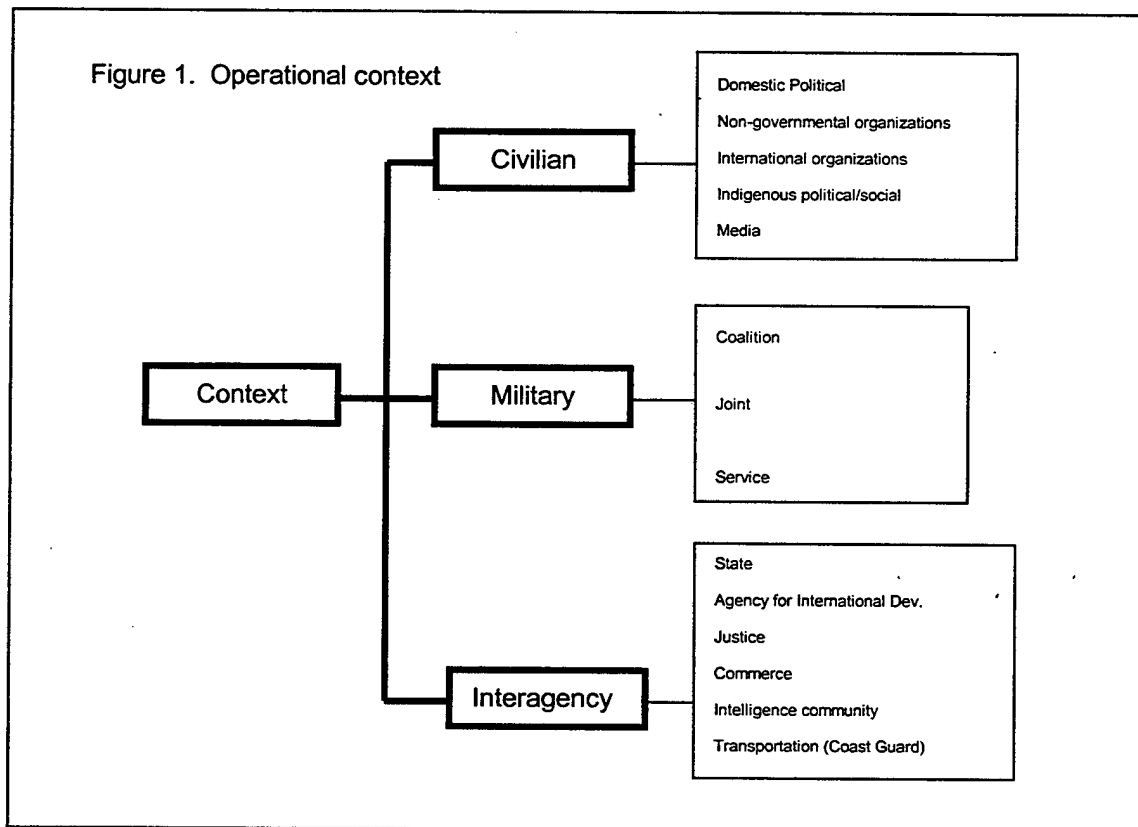 Figure 1. Operational context
Context
Civilian
Domestic Political
Non-governmental organizations
International organizations
Indigenous political/social
Media
Military
Coalition
Joint
Service
Interagency
State
Agency for International Dev.
Justice
Commerce
Intelligence community
Transportation (Coast Guard)